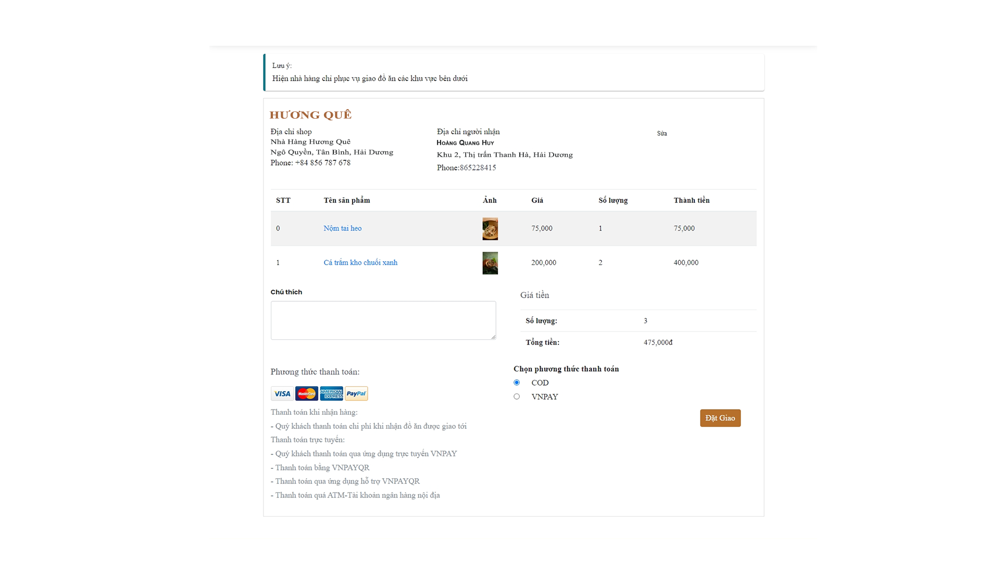 Lưu ý:
Hiện nhà hàng chỉ phục vụ giao đồ ăn các khu vực bên dưới
HƯƠNG QUÊ
Địa chỉ shop
Nhà Hàng Hương Quê
Ngô Quyền, Tân Bình, Hải Dương
Phone: +84 856 787 678
Địa chỉ người nhận
Hoàng Quang Huy
Khu 2, Thị trấn Thanh Hà, Hải Dương
Phone:865228415
Sửa
STT Tên sản phẩm Ảnh Giá Số lượng Thành tiền
0 Nộm tai heo 75,000 1 75,000
1 Cá trắm kho chuối xanh 200,000 2 400,000
Chú thích
Giá tiền
Số lượng: 3
Tổng tiền: 475,000đ
Phương thức thanh toán:
VISA MasterCard AMERICAN EXPRESS PayPal
Thanh toán khi nhận hàng:
- Quý khách thanh toán chi phí khi nhận đồ ăn được giao tới
Thanh toán trực tuyến:
- Quý khách thanh toán qua ứng dụng trực tuyến VNPAY
- Thanh toán bằng VNPAYQR
- Thanh toán qua ứng dụng hỗ trợ VNPAYQR
- Thanh toán quá ATM-Tài khoản ngân hàng nội địa
Chọn phương thức thanh toán
COD
VNPAY
Đặt Giao